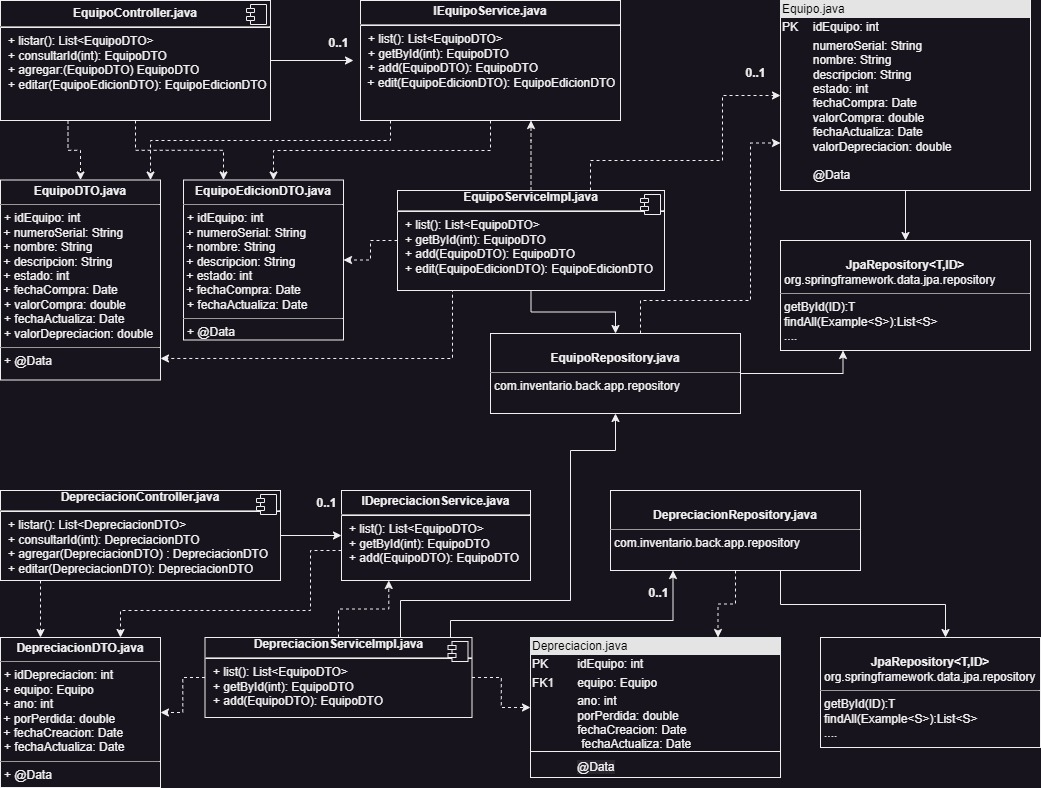 EquipoController.java
+ listar(): List<EquipoDTO>
+ consultarId(int): EquipoDTO
+ agregar:(EquipoDTO) EquipoDTO
+ editar(EquipoEdicionDTO): EquipoEdicionDTO
0..1
IEquipoService.java
+ list(): List<EquipoDTO>
+ getById(int): EquipoDTO
+ add(EquipoDTO): EquipoDTO
+ edit(EquipoEdicionDTO): EquipoEdicionDTO
0..1
Equipo.java
PK idEquipo: int
numeroSerial: String
nombre: String
descripcion: String
estado: int
fechaCompra: Date
valorCompra: double
fechaActualiza: Date
valorDepreciacion: double
@Data
EquipoDTO.java
+ idEquipo: int
+ numeroSerial: String
+ nombre: String
+ descripcion: String
+ estado: int
+ fechaCompra: Date
+ valorCompra: double
+ fechaActualiza: Date
+ valorDepreciacion: double
+ @Data
EquipoEdicionDTO.java
+ idEquipo: int
+ numeroSerial: String
+ nombre: String
+ descripcion: String
+ estado: int
+ fechaCompra: Date
+ fechaActualiza: Date
+ @Data
EquipoServiceImpl.java
+ list(): List<EquipoDTO>
+ getById(int): EquipoDTO
+ add(EquipoDTO): EquipoDTO
+ edit(EquipoEdicionDTO): EquipoEdicionDTO
JpaRepository<T,ID>
org.springframework.data.jpa.repository
getById(ID):T
findAll(Example<S>):List<S>
....
EquipoRepository.java
com.inventario.back.app.repository
DepreciacionController.java
+ listar(): List<DepreciacionDTO>
+ consultarId(int): DepreciacionDTO
+ agregar(DepreciacionDTO) : DepreciacionDTO
+ editar(DepreciacionDTO): DepreciacionDTO
0..1
IDepreciacionService.java
+ list(): List<EquipoDTO>
+ getById(int): EquipoDTO
+ add(EquipoDTO): EquipoDTO
DepreciacionRepository.java
com.inventario.back.app.repository
0..1
DepreciacionDTO.java
+ idDepreciacion: int
+ equipo: Equipo
+ ano: int
+ porPerdida: double
+ fechaCreacion: Date
+ fechaActualiza: Date
+ @Data
DepreciacionServiceImpl.java
+ list(): List<EquipoDTO>
+ getById(int): EquipoDTO
+ add(EquipoDTO): EquipoDTO
Depreciacion.java
PK idEquipo: int
FK1 equipo: Equipo
ano: int
porPerdida: double
fechaCreacion: Date
fechaActualiza: Date
@Data
JpaRepository<T,ID>
org.springframework.data.jpa.repository
getById(ID):T
findAll(Example<S>):List<S>
....